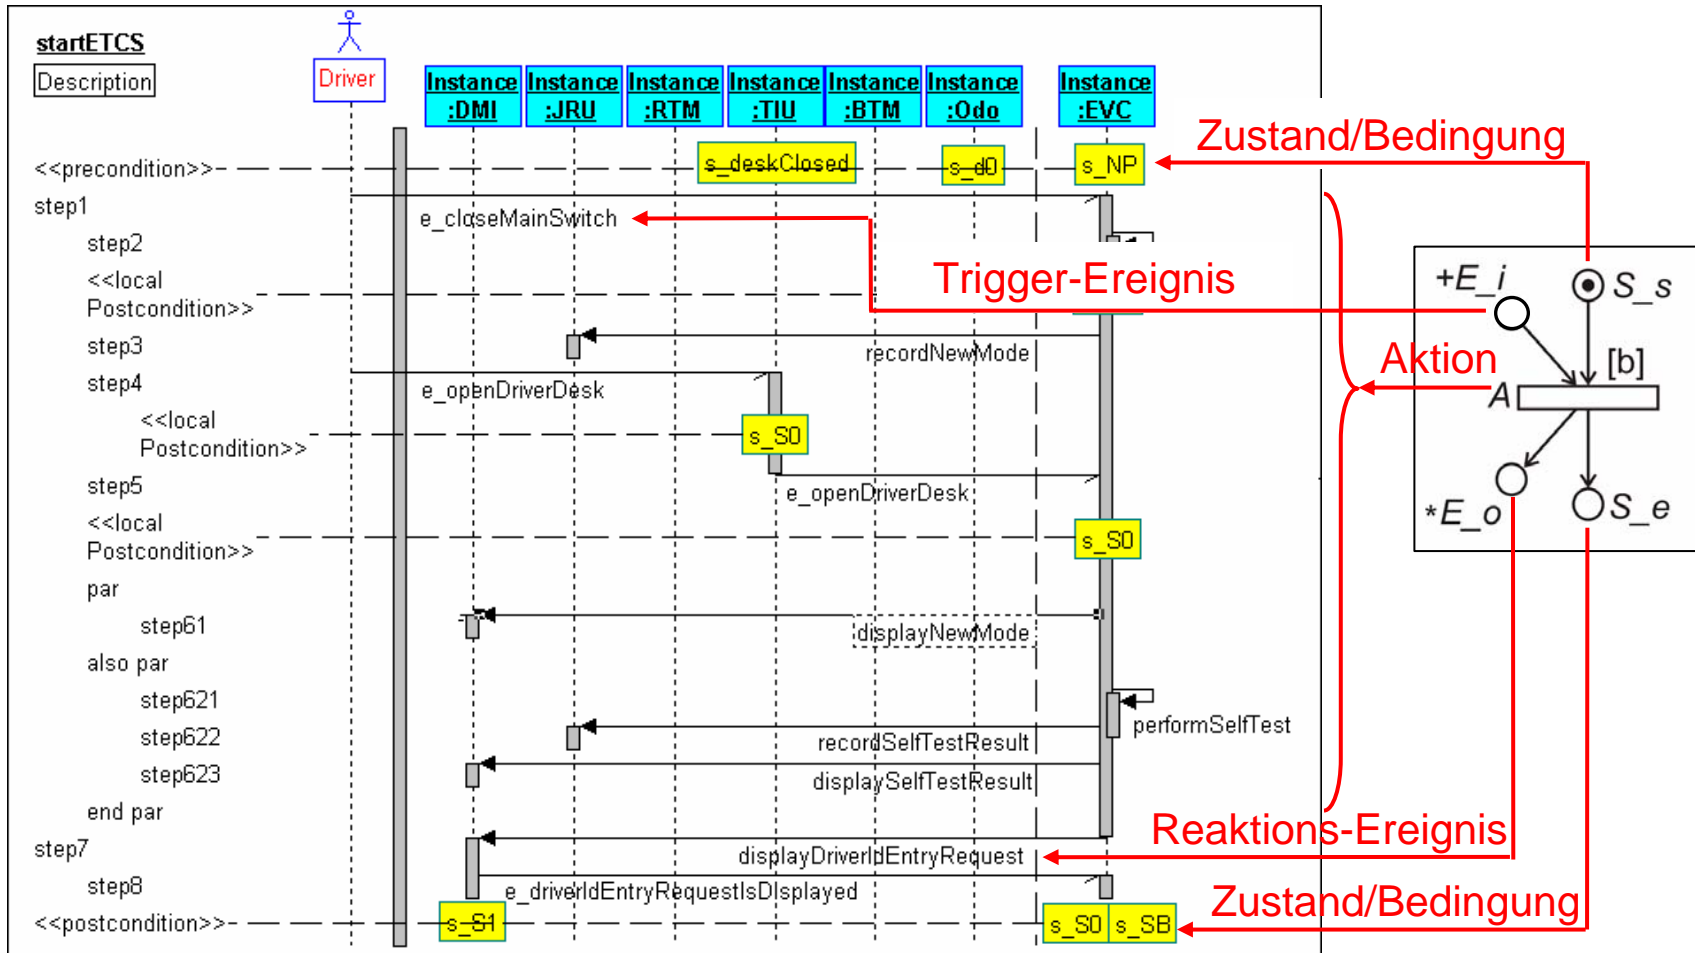 startETCS
Description
Driver
Instance
:DMI
Instance
:JRU
Instance
:RTM
Instance
:TIU
Instance
:BTM
Instance
:Odo
Instance
:EVC
Zustand/Bedingung
<<precondition>>
s_deskClosed
s_d0
s_NP
step1
e_closeMainSwitch
step2
<<local
Postcondition>>
Trigger-Ereignis
+E_i
S_s
step3
recordNewMode
Aktion
[b]
A
step4
e_openDriverDesk
<<local
Postcondition>>
s_S0
step5
e_openDriverDesk
*E_o
S_e
<<local
Postcondition>>
s_S0
par
step61
displayNewMode
also par
step621
performSelfTest
step622
recordSelfTestResult
step623
displaySelfTestResult
end par
Reaktions-Ereignis
step7
displayDriverIdEntryRequest
step8
e_driverIdEntryRequestIsDIsplayed
Zustand/Bedingung
<<postcondition>>
s_S1
s_S0
s_SB